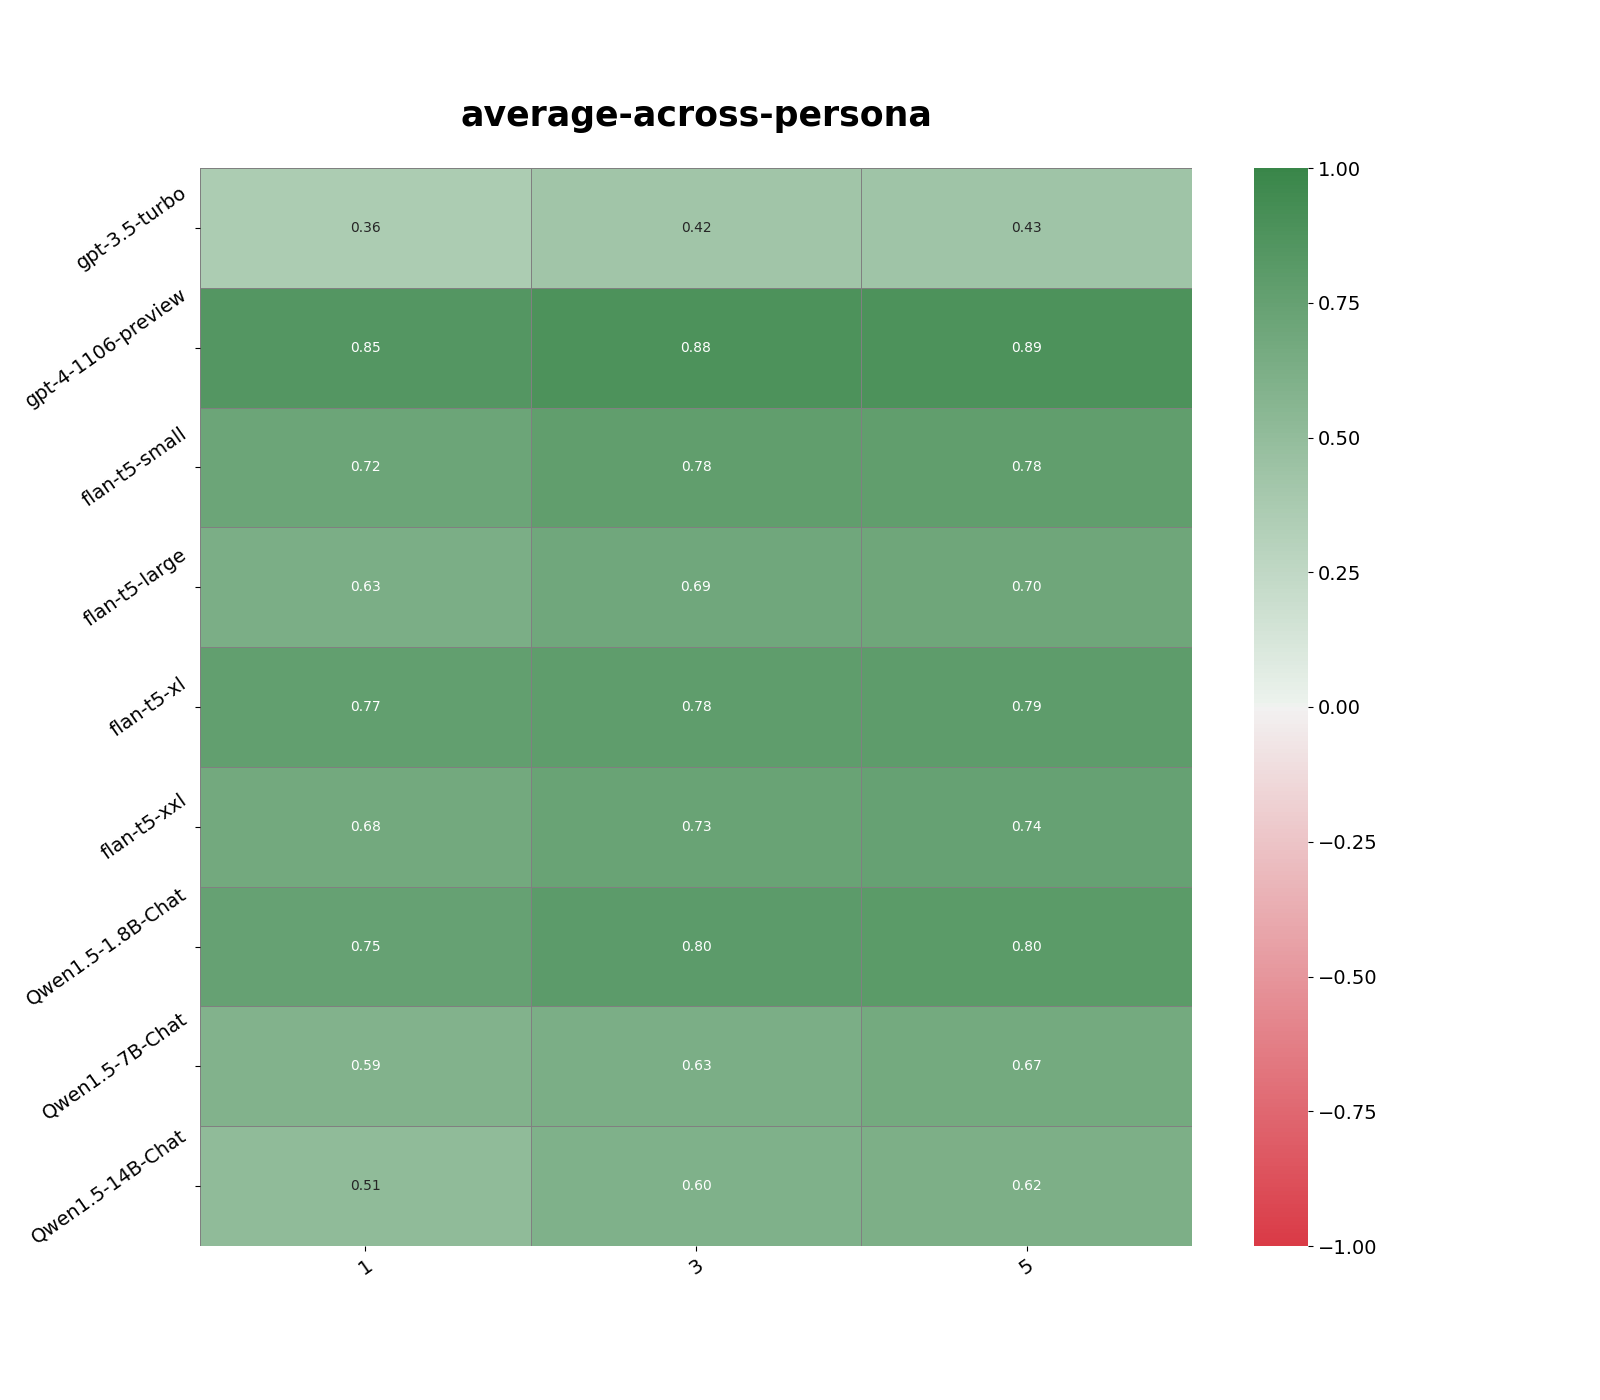 average-across-persona
gpt-3.5-turbo 0.36 0.42 0.43
gpt-4-1106-preview 0.85 0.88 0.89
flan-t5-small 0.72 0.78 0.78
flan-t5-large 0.63 0.69 0.70
flan-t5-xl 0.77 0.78 0.79
flan-t5-xxl 0.68 0.73 0.74
Qwen1.5-1.8B-Chat 0.75 0.80 0.80
Qwen1.5-7B-Chat 0.59 0.63 0.67
Qwen1.5-14B-Chat 0.51 0.60 0.62
1 3 5
1.00
0.75
0.50
0.25
0.00
−0.25
−0.50
−0.75
−1.00